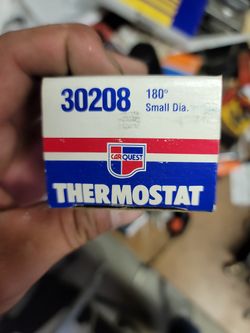 30208
180°
Small Dia.
CARQUEST
THERMOSTAT